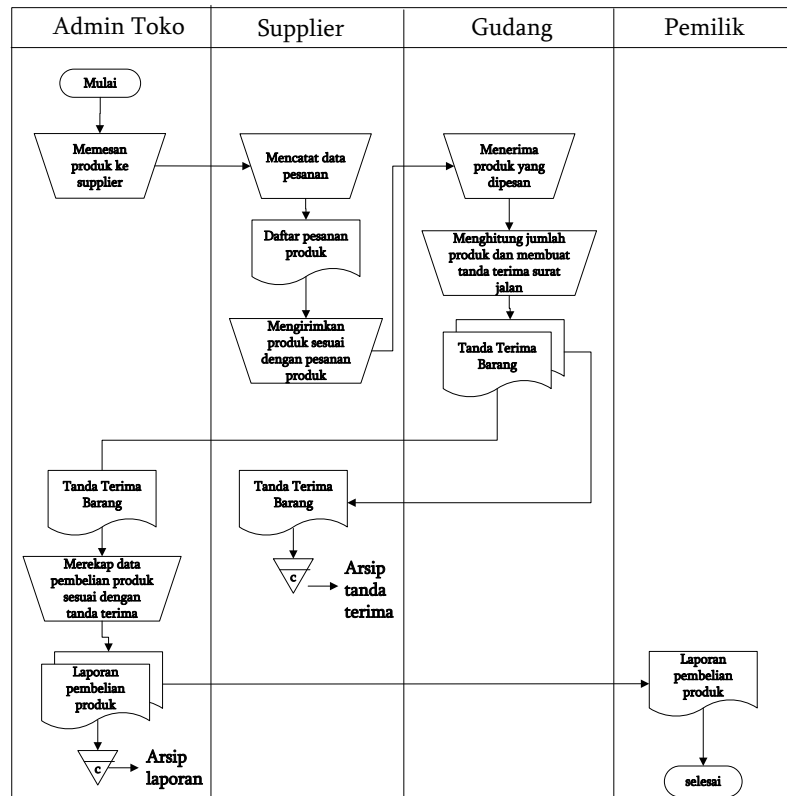 Admin Toko
Supplier
Gudang
Pemilik
Mulai
Memesan
produk ke
supplier
Mencatat data
pesanan
Menerima
produk yang
dipesan
Daftar pesanan
produk
Menghitung jumlah
produk dan membuat
tanda terima surat
jalan
Mengirimkan
produk sesuai
dengan pesanan
produk
Tanda Terima
Barang
Tanda Terima
Barang
Tanda Terima
Barang
Merekap data
pembelian produk
sesuai dengan
tanda terima
c
Arsip
tanda
terima
Laporan
pembelian
produk
Laporan
pembelian
produk
c
Arsip
laporan
selesai